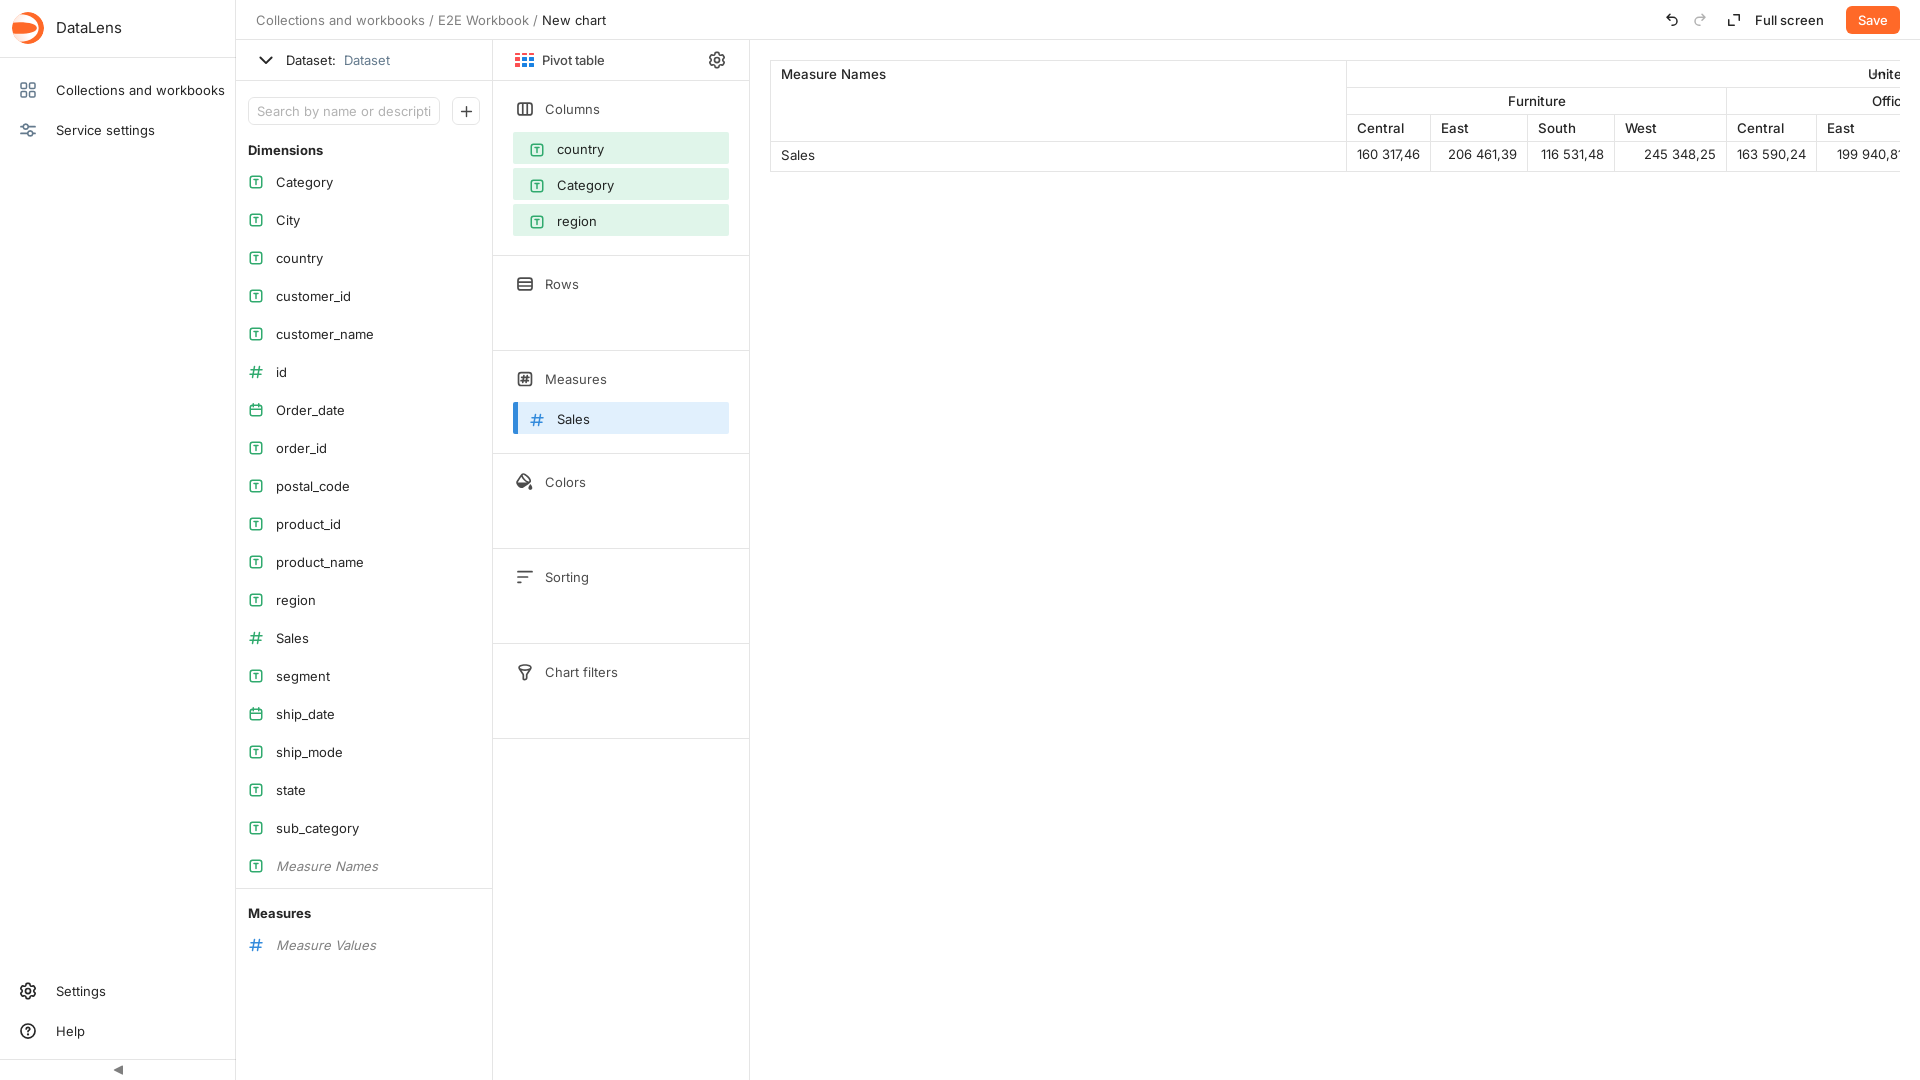 DataLens
Collections and workbooks
Service settings
Settings
Help
Collections and workbooks / E2E Workbook / New chart
Full screen
Save
Dataset: Dataset
Search by name or descripti
Dimensions
Category
City
country
customer_id
customer_name
id
Order_date
order_id
postal_code
product_id
product_name
region
Sales
segment
ship_date
ship_mode
state
sub_category
Measure Names
Measures
Measure Values
Pivot table
Columns
country
Category
region
Rows
Measures
Sales
Colors
Sorting
Chart filters
Measure Names
Unite
Furniture Offic
Central East South West Central East
Sales 160 317,46 206 461,39 116 531,48 245 348,25 163 590,24 199 940,81